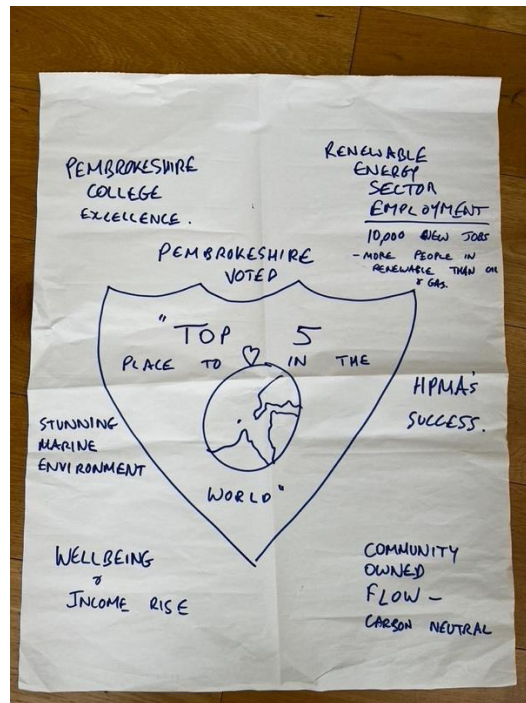 PEMBROKESHIRE
COLLEGE
EXCELLENCE.
RENEWABLE
ENERGY
SECTOR
EMPLOYMENT
10,000 NEW JOBS
- MORE PEOPLE IN
RENEWABLE THAN OIL
& GAS.
PEMBROKESHIRE
VOTED
"TOP 5
PLACE TO ♡ IN THE
WORLD"
STUNNING
MARINE
ENVIRONMENT
HPMA's
SUCCESS.
WELLBEING
&
INCOME RISE
COMMUNITY
OWNED
FLOW -
CARBON NEUTRAL